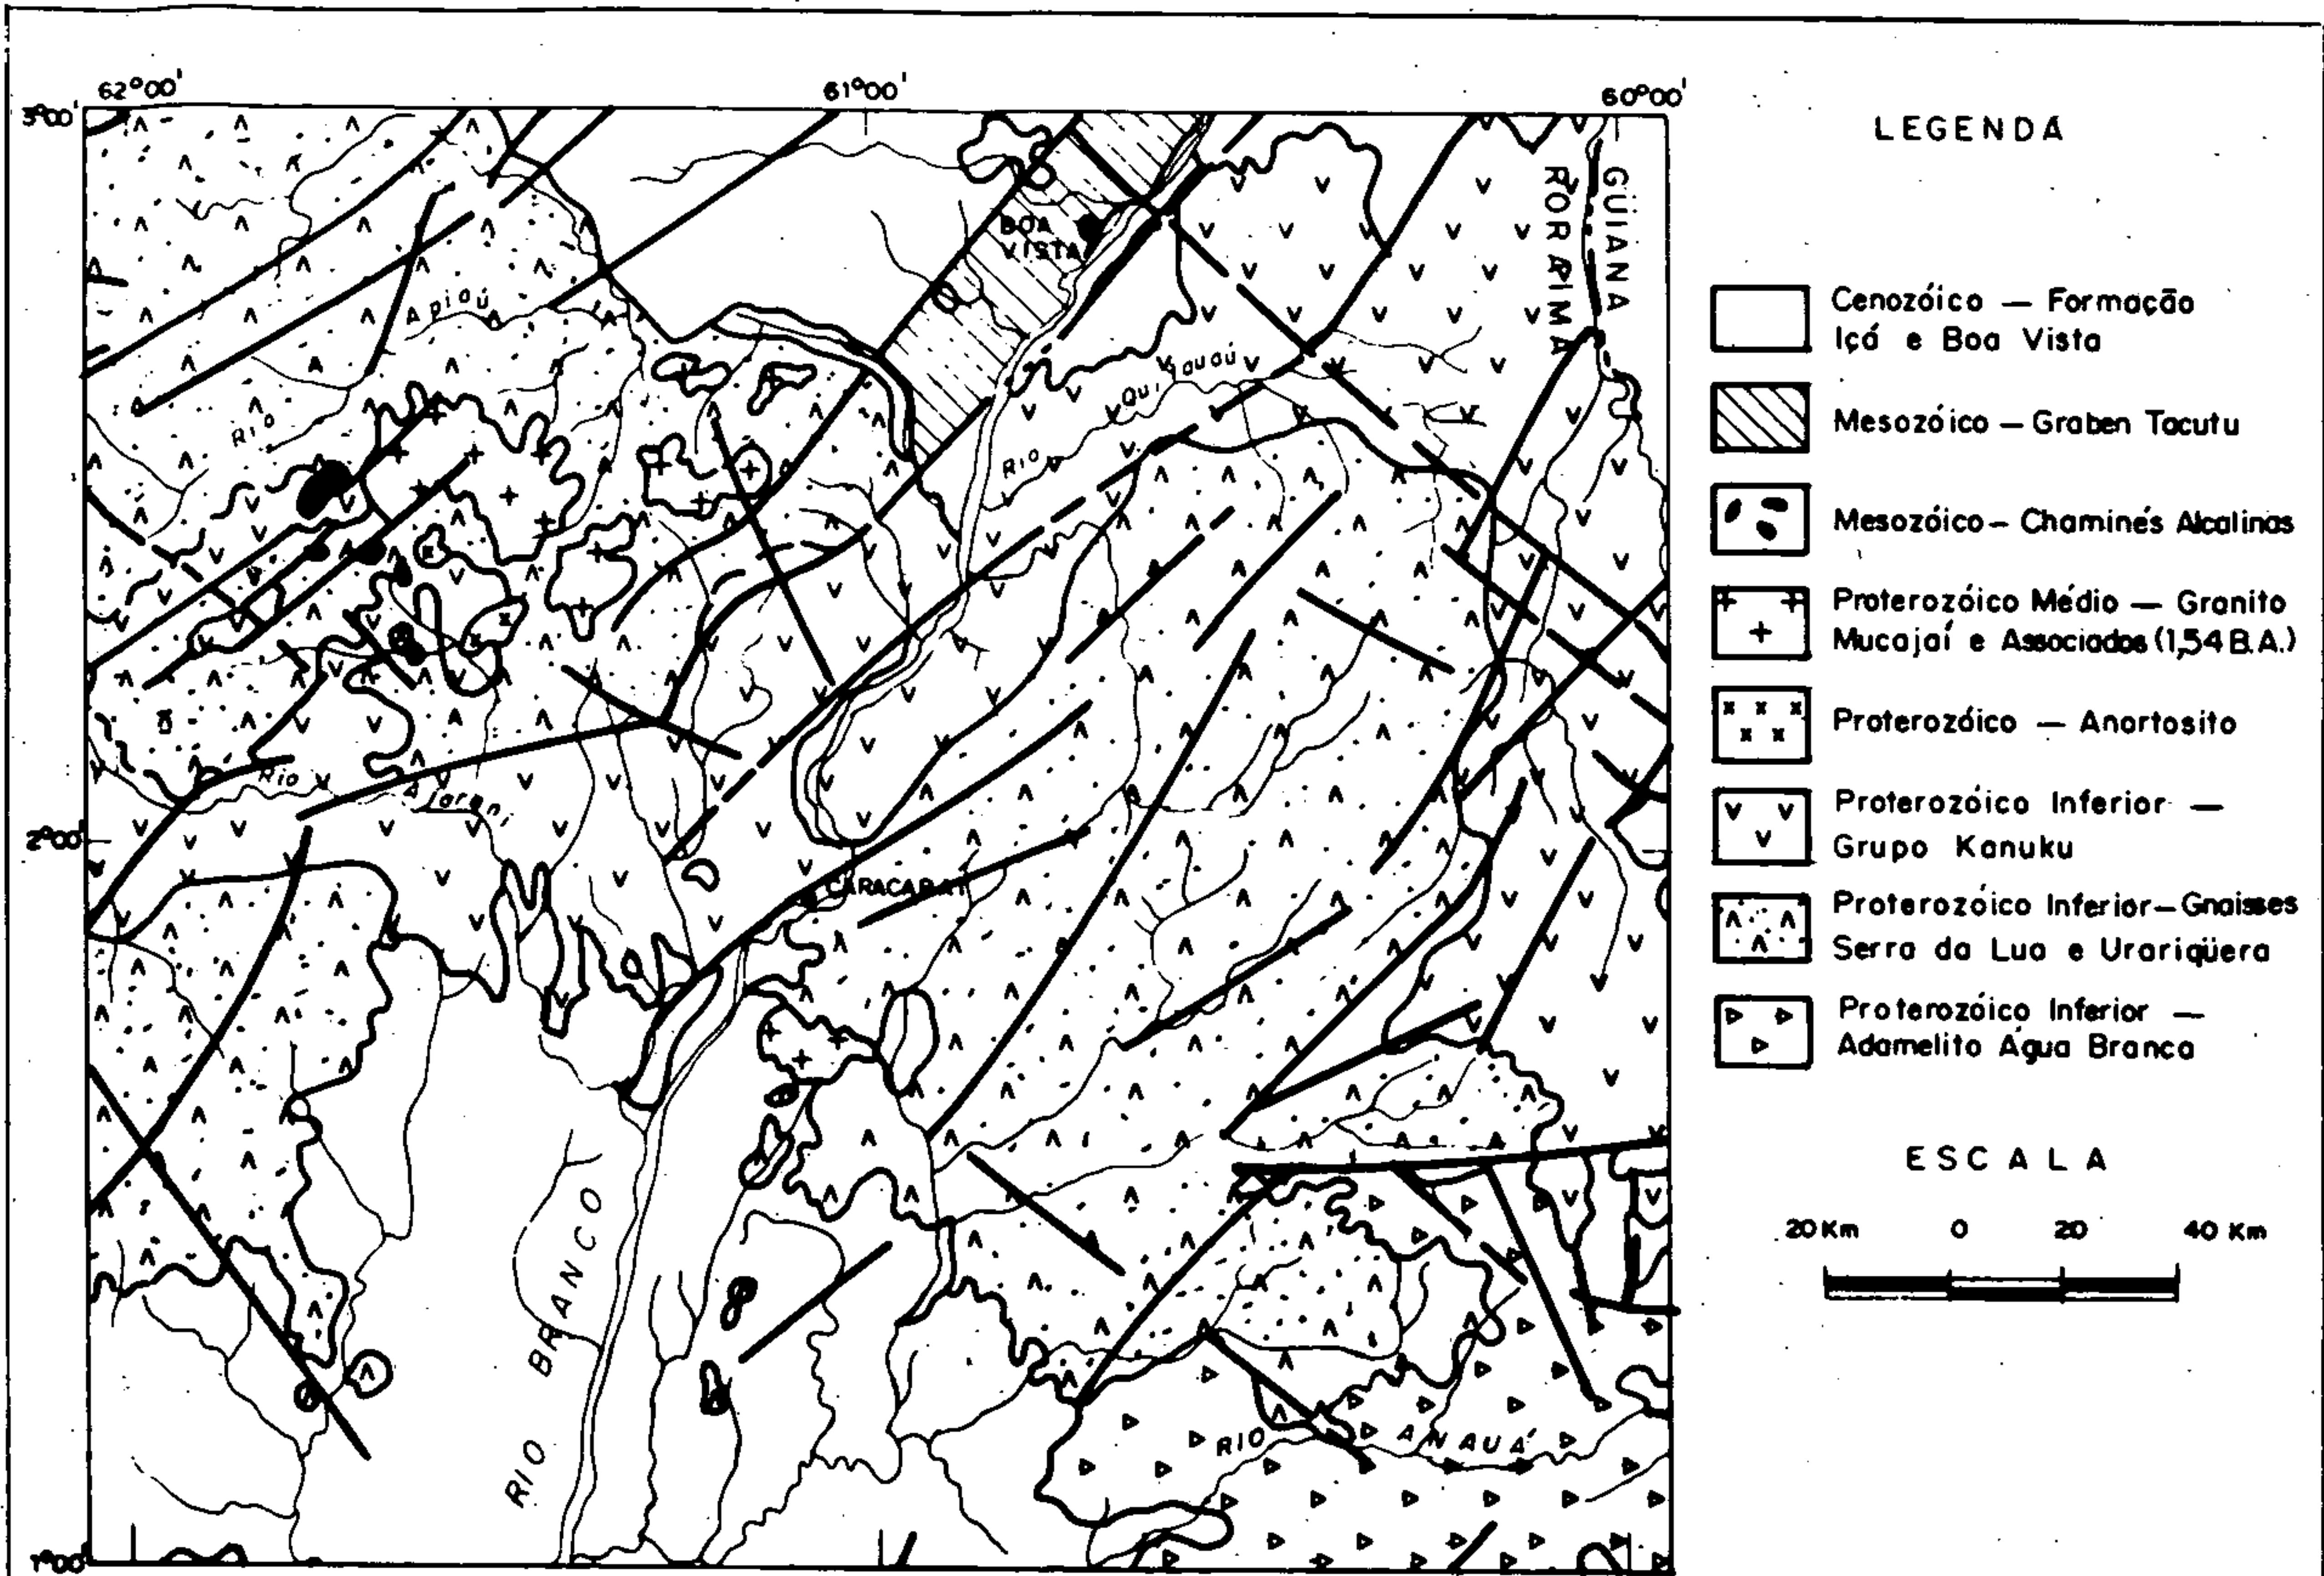 62°00'
61°00'
60°00'
3°00'
2°00'
1°00'
GUIANA
RORAIMA
BOA
VISTA
Rio
Apiaú
Rio
Quitauaú
Rio
Ajarani
CARACARAÍ
RIO BRANCO
RIO ANAUÁ
LEGENDA
Cenozóico — Formação
Içá e Boa Vista
Mesozóico — Graben Tacutu
Mesozóico — Chaminés Alcalinas
Proterozóico Médio — Granito
Mucajaí e Associados (1,54 B.A.)
Proterozóico — Anortosito
Proterozóico Inferior —
Grupo Kanuku
Proterozóico Inferior — Gnaisses
Serra da Lua e Urariqüera
Proterozóico Inferior —
Adamelito Água Branca
ESCALA
20 Km 0 20 40 Km